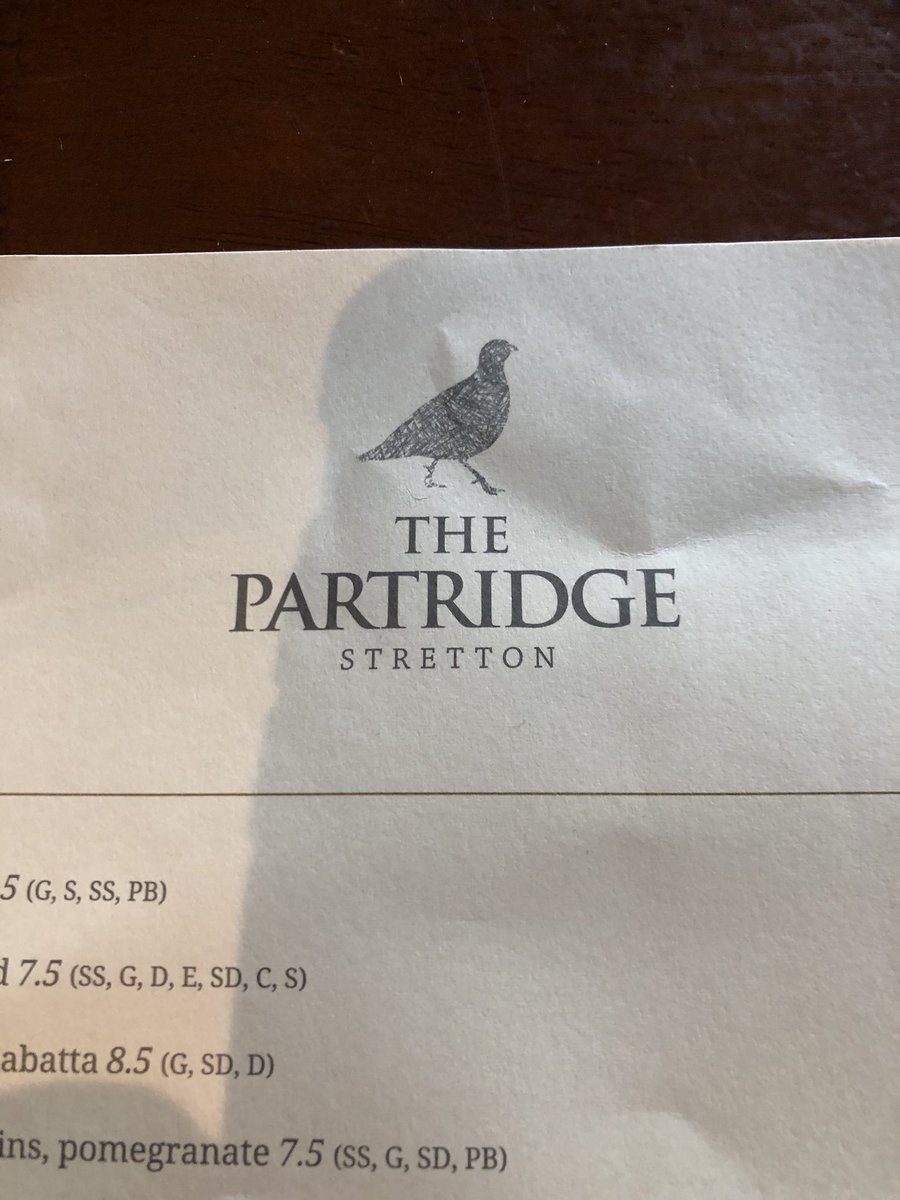 THE
PARTRIDGE
STRETTON
5 (G, S, SS, PB)
d 7.5 (SS, G, D, E, SD, C, S)
abatta 8.5 (G, SD, D)
ins, pomegranate 7.5 (SS, G, SD, PB)